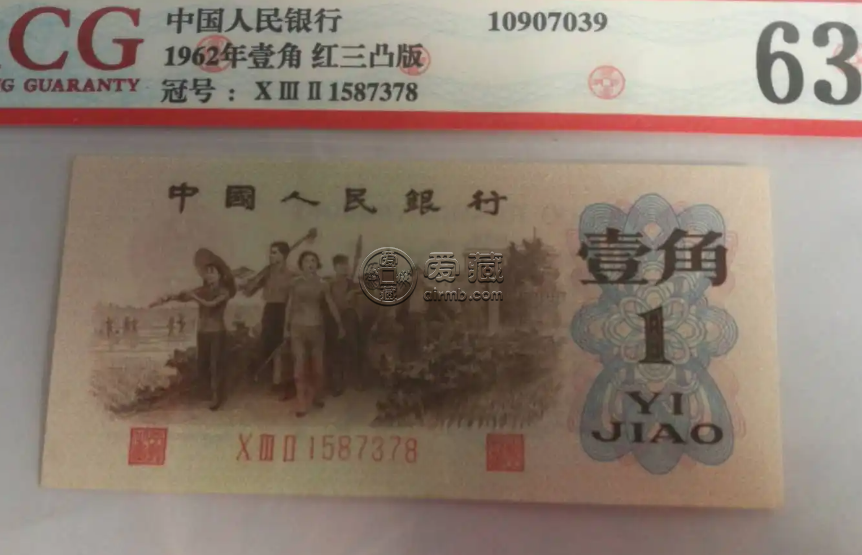 CG
NG GUARANTY
中国人民银行
1962年壹角 红三凸版
冠号：XⅢⅡ1587378
10907039
63
中國人民銀行
壹角
1
YI
JIAO
爱藏
airmb.com
XⅢⅡ1587378